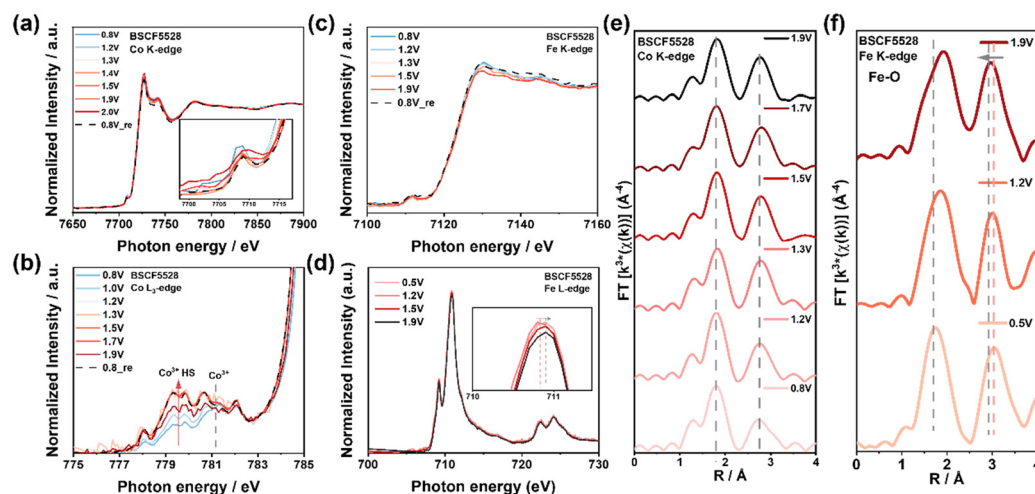 (a)
0.8V
1.2V
1.3V
1.4V
1.5V
1.9V
2.0V
0.8V_re
BSCF5528
Co K-edge
7700 7705 7710 7715
Normalized Intensity / a.u.
7650 7700 7750 7800 7850 7900
Photon energy / eV
(b)
0.8V
1.0V
1.2V
1.3V
1.5V
1.7V
1.9V
0.8_re
BSCF5528
Co L₃-edge
Co³⁺ HS
Co³⁺
Normalized Intensity / a.u.
775 777 779 781 783 785
Photon energy / eV
(c)
0.8V
1.2V
1.3V
1.5V
1.9V
0.8V_re
BSCF5528
Fe K-edge
Normalized Intensity / a.u.
7100 7120 7140 7160
Photon energy / eV
(d)
0.5V
1.2V
1.5V
1.9V
BSCF5528
Fe L-edge
710 711
Normalized Intensity (a.u.)
700 710 720 730
Photon energy (eV)
(e)
BSCF5528
Co K-edge
1.9V
1.7V
1.5V
1.3V
1.2V
0.8V
FT [k³*(χ(k))] (Å⁻⁴)
0 1 2 3 4
R / Å
(f)
BSCF5528
Fe K-edge
Fe-O
1.9V
1.2V
0.5V
FT [k³*(χ(k))] (Å⁻⁴)
0 1 2 3 4
R / Å